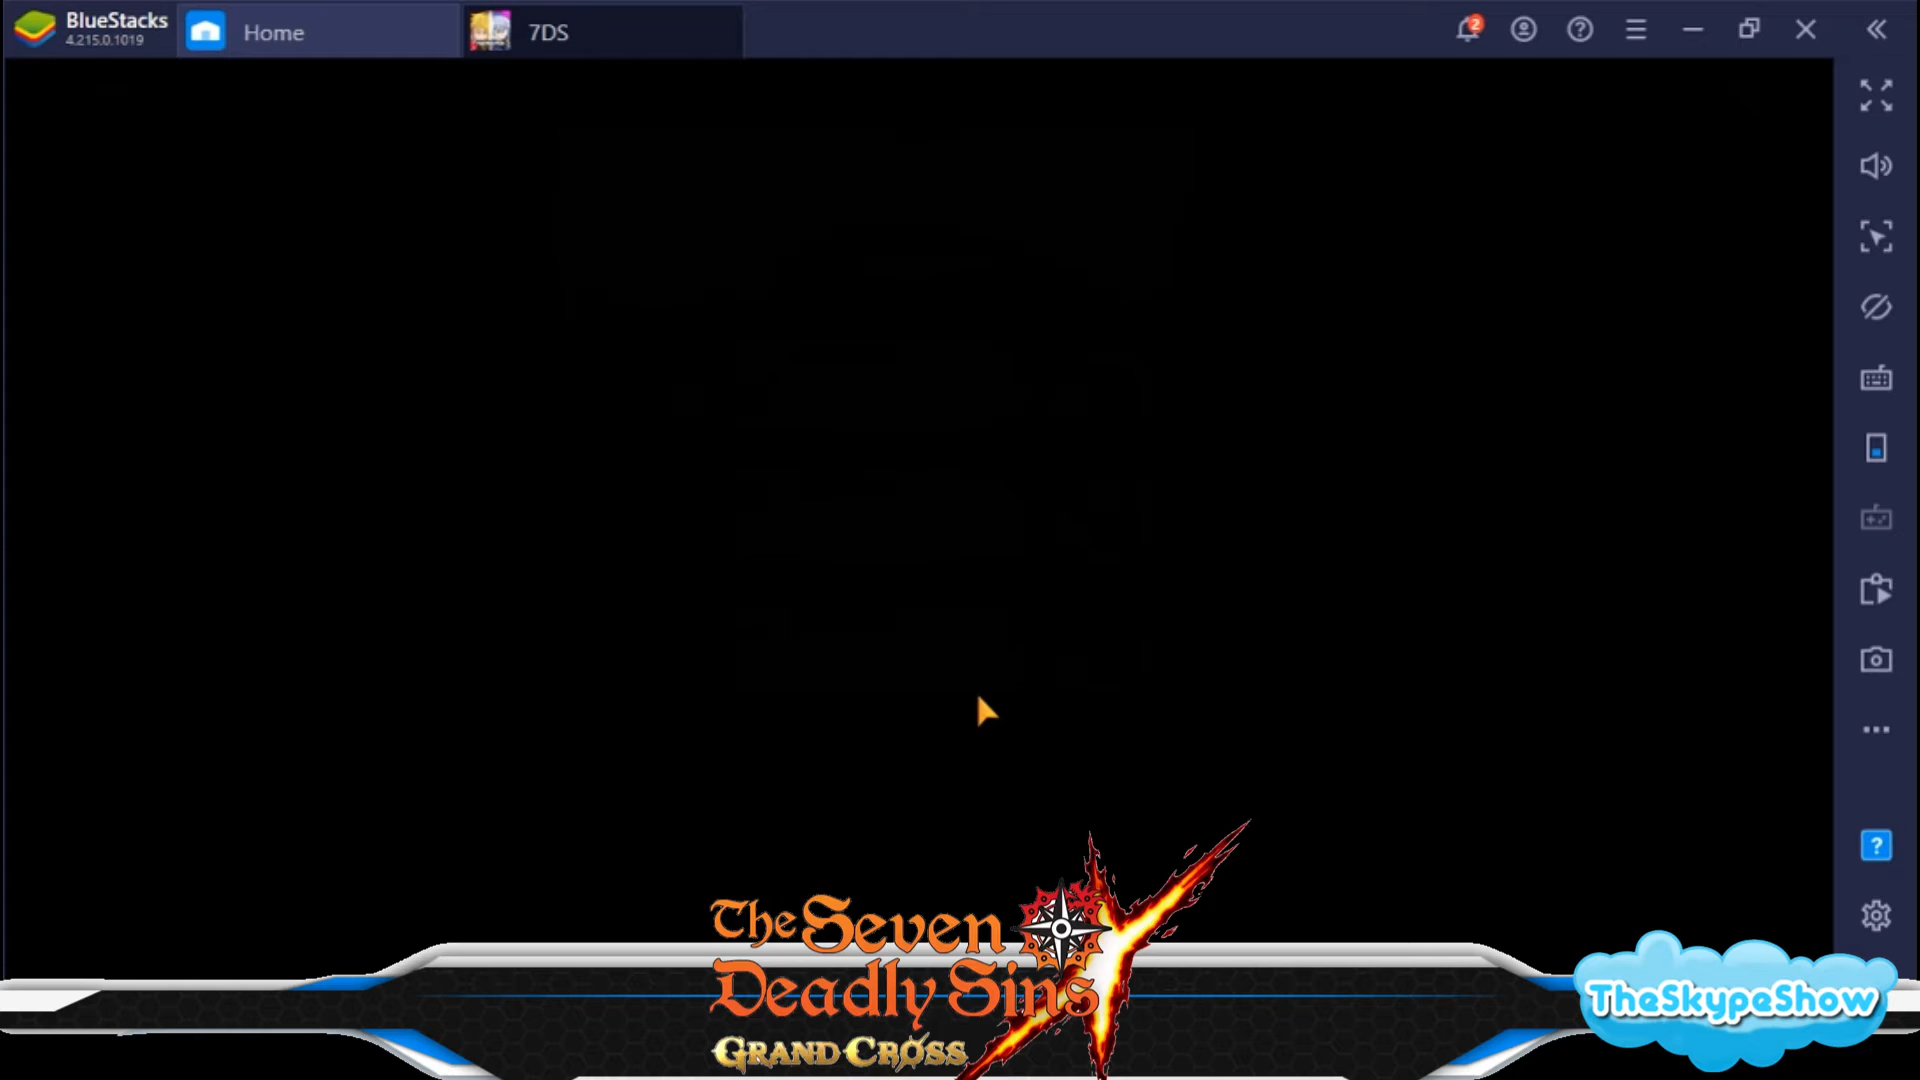 BlueStacks
4.215.0.1019
Home
7DS
2
?
The Seven
Deadly Sins
Grand Cross
TheSkypeShow